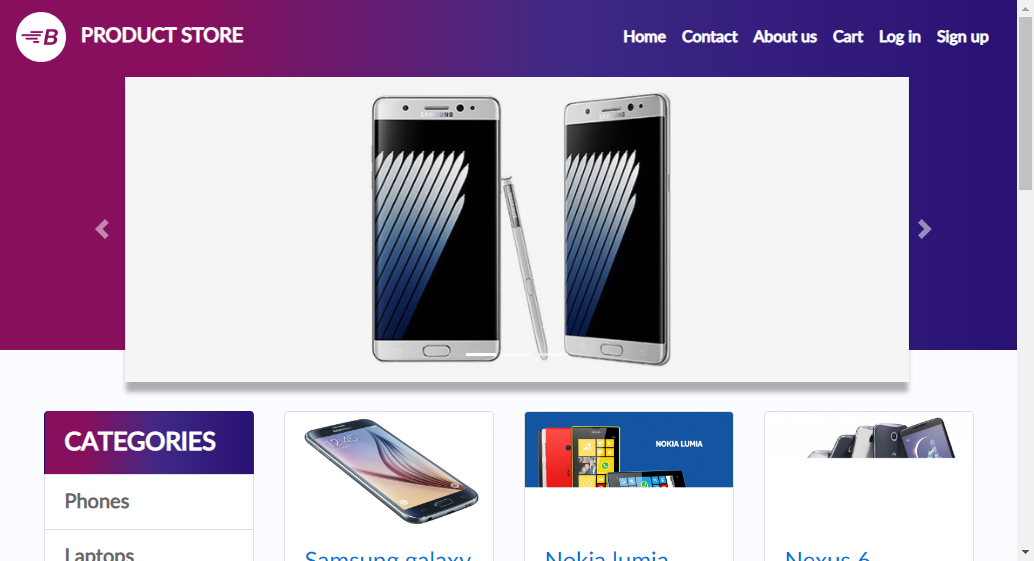 B
PRODUCT STORE
Home Contact About us Cart Log in Sign up
SAMSUNG
SAMSUNG
CATEGORIES
Phones
Laptops
NOKIA LUMIA
Samsung galaxy
Nokia lumia
Nexus 6